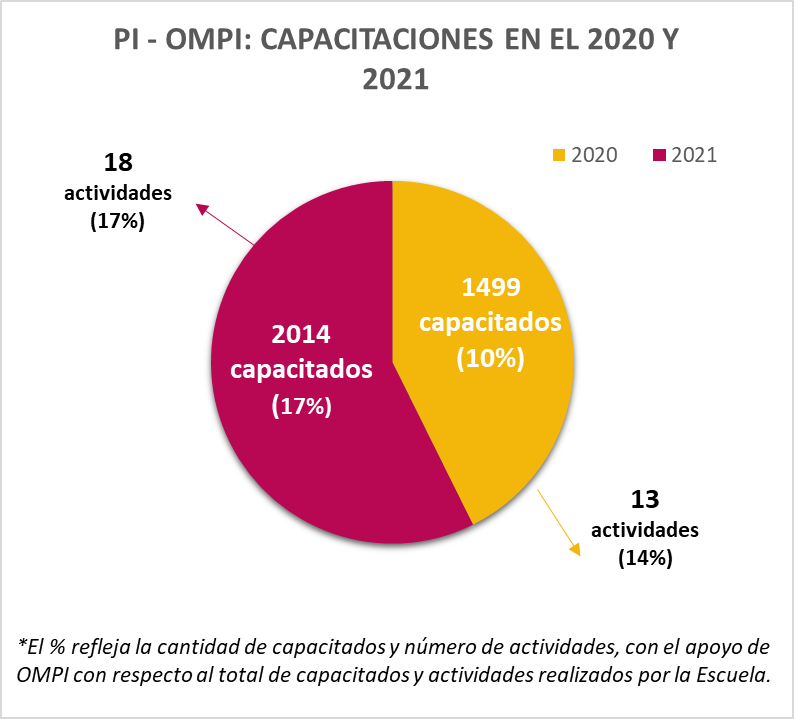 PI - OMPI: CAPACITACIONES EN EL 2020 Y
2021
2020
2021
18
actividades
(17%)
1499
capacitados
(10%)
2014
capacitados
(17%)
13
actividades
(14%)
*El % refleja la cantidad de capacitados y número de actividades, con el apoyo de
OMPI con respecto al total de capacitados y actividades realizados por la Escuela.